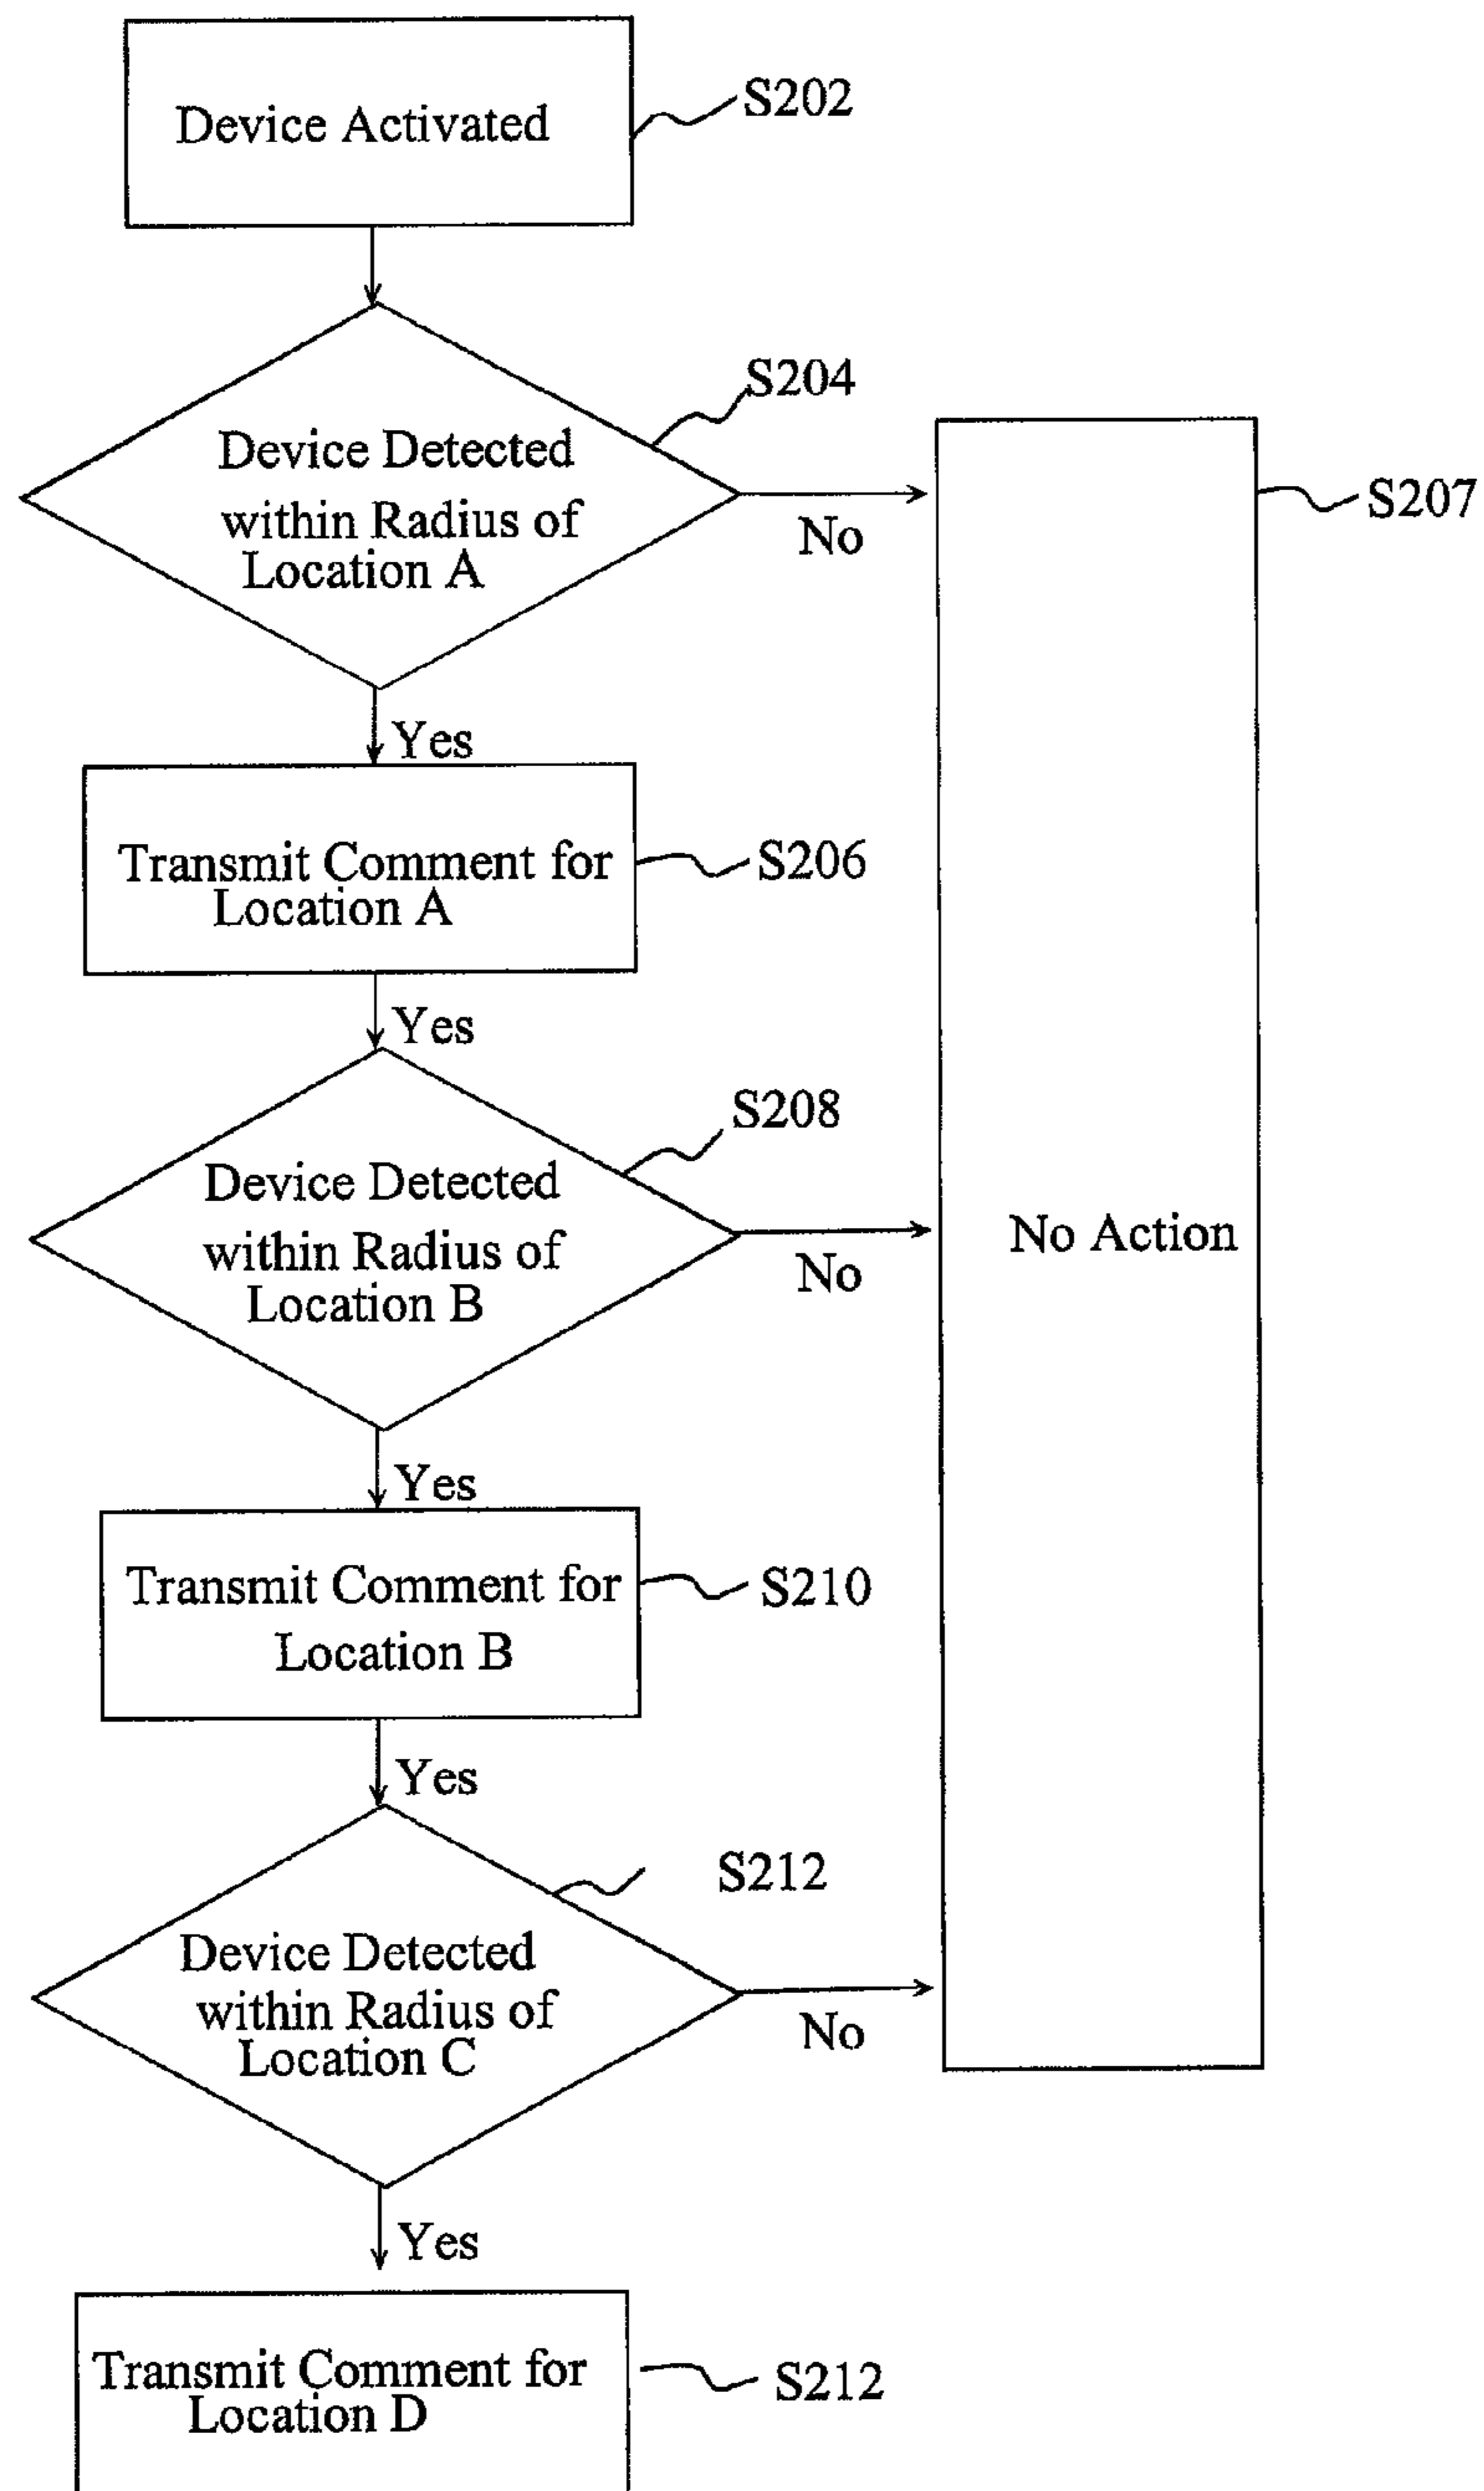 Device Activated
S202
S204
Device Detected
within Radius of
Location A
No
S207
Yes
Transmit Comment for
Location A
S206
Yes
S208
Device Detected
within Radius of
Location B
No
No Action
Yes
Transmit Comment for
Location B
S210
Yes
S212
Device Detected
within Radius of
Location C
No
Yes
Transmit Comment for
Location D
S212